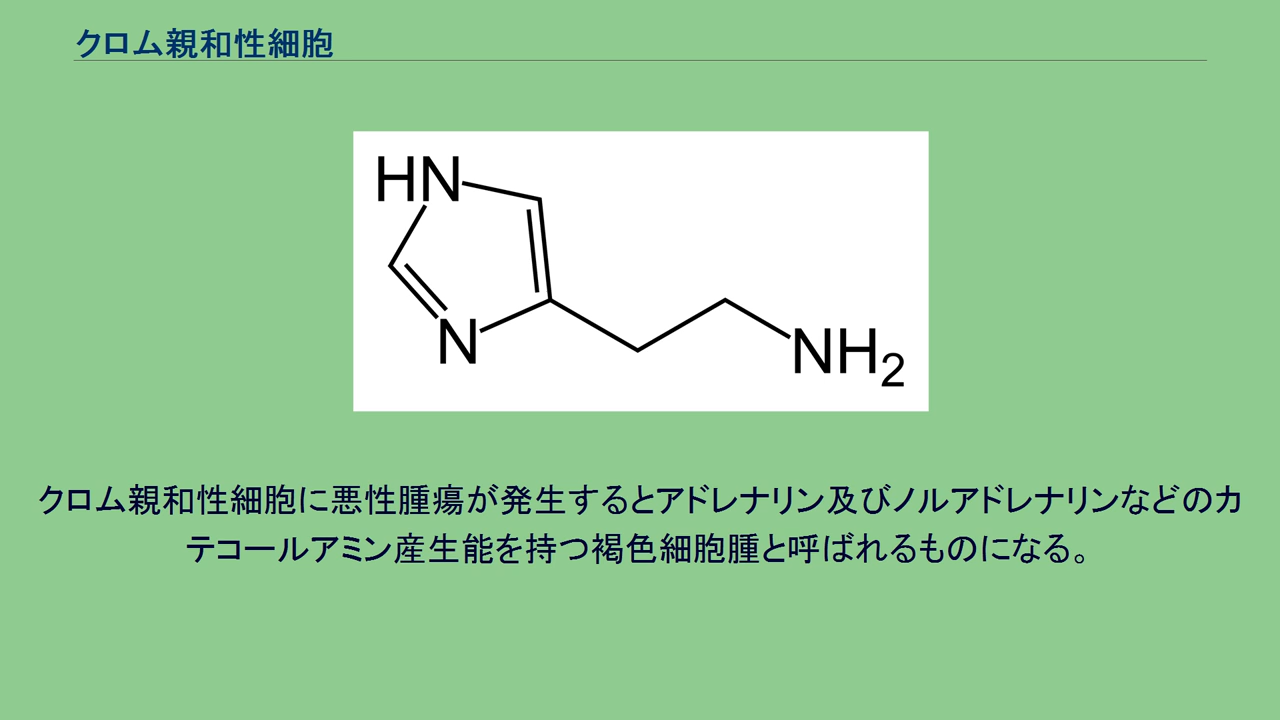 クロム親和性細胞
HN
N
NH2
クロム親和性細胞に悪性腫瘍が発生するとアドレナリン及びノルアドレナリンなどのカ
テコールアミン産生能を持つ褐色細胞腫と呼ばれるものになる。